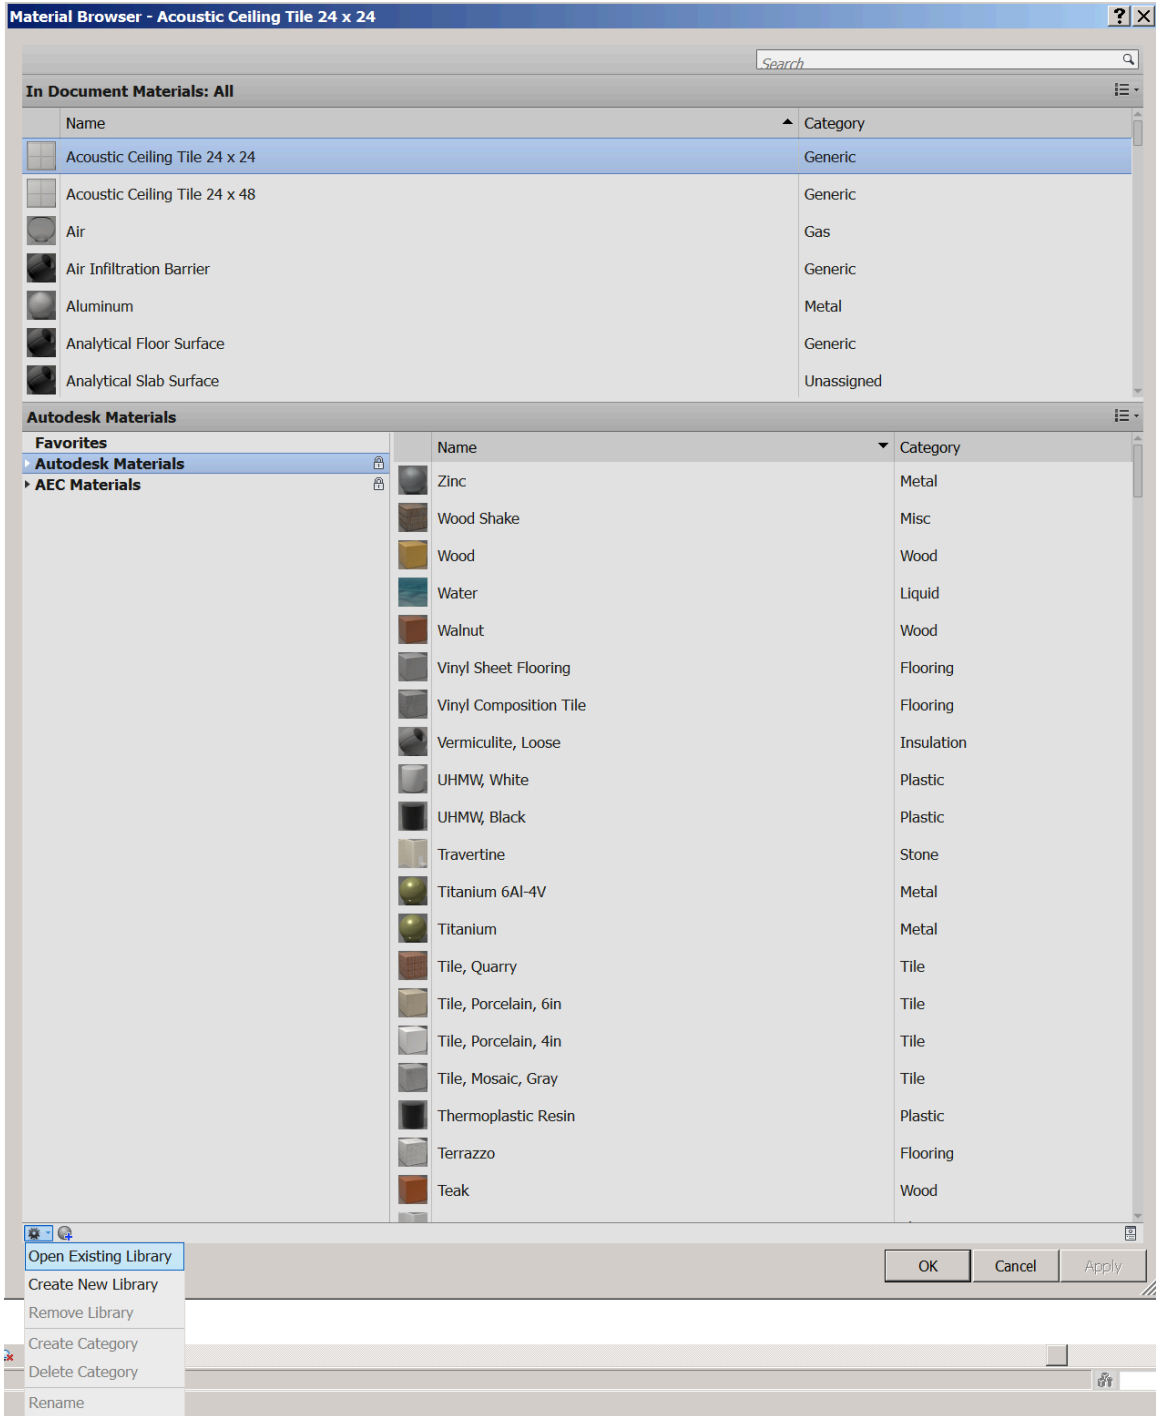 Material Browser - Acoustic Ceiling Tile 24 x 24
Search
In Document Materials: All
Name Category
Acoustic Ceiling Tile 24 x 24 Generic
Acoustic Ceiling Tile 24 x 48 Generic
Air Gas
Air Infiltration Barrier Generic
Aluminum Metal
Analytical Floor Surface Generic
Analytical Slab Surface Unassigned
Autodesk Materials
Favorites
Autodesk Materials
AEC Materials
Name Category
Zinc Metal
Wood Shake Misc
Wood Wood
Water Liquid
Walnut Wood
Vinyl Sheet Flooring Flooring
Vinyl Composition Tile Flooring
Vermiculite, Loose Insulation
UHMW, White Plastic
UHMW, Black Plastic
Travertine Stone
Titanium 6Al-4V Metal
Titanium Metal
Tile, Quarry Tile
Tile, Porcelain, 6in Tile
Tile, Porcelain, 4in Tile
Tile, Mosaic, Gray Tile
Thermoplastic Resin Plastic
Terrazzo Flooring
Teak Wood
Open Existing Library
Create New Library
Remove Library
Create Category
Delete Category
Rename
OK Cancel Apply